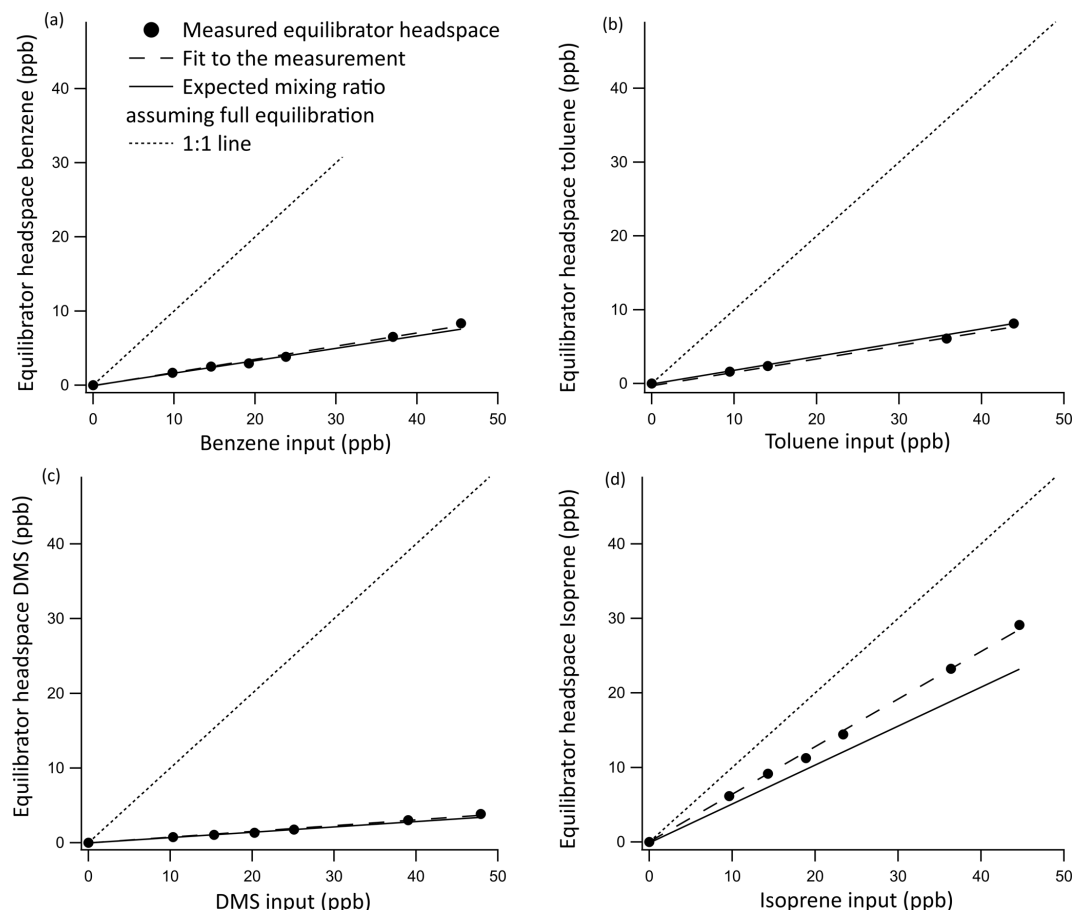 (a)
Measured equilibrator headspace
Fit to the measurement
Expected mixing ratio
assuming full equilibration
1:1 line
Equilibrator headspace benzene (ppb)
40
30
20
10
0
0 10 20 30 40 50
Benzene input (ppb)
(b)
Equilibrator headspace toluene (ppb)
40
30
20
10
0
0 10 20 30 40 50
Toluene input (ppb)
(c)
Equilibrator headspace DMS (ppb)
40
30
20
10
0
0 10 20 30 40 50
DMS input (ppb)
(d)
Equilibrator headspace Isoprene (ppb)
40
30
20
10
0
0 10 20 30 40 50
Isoprene input (ppb)